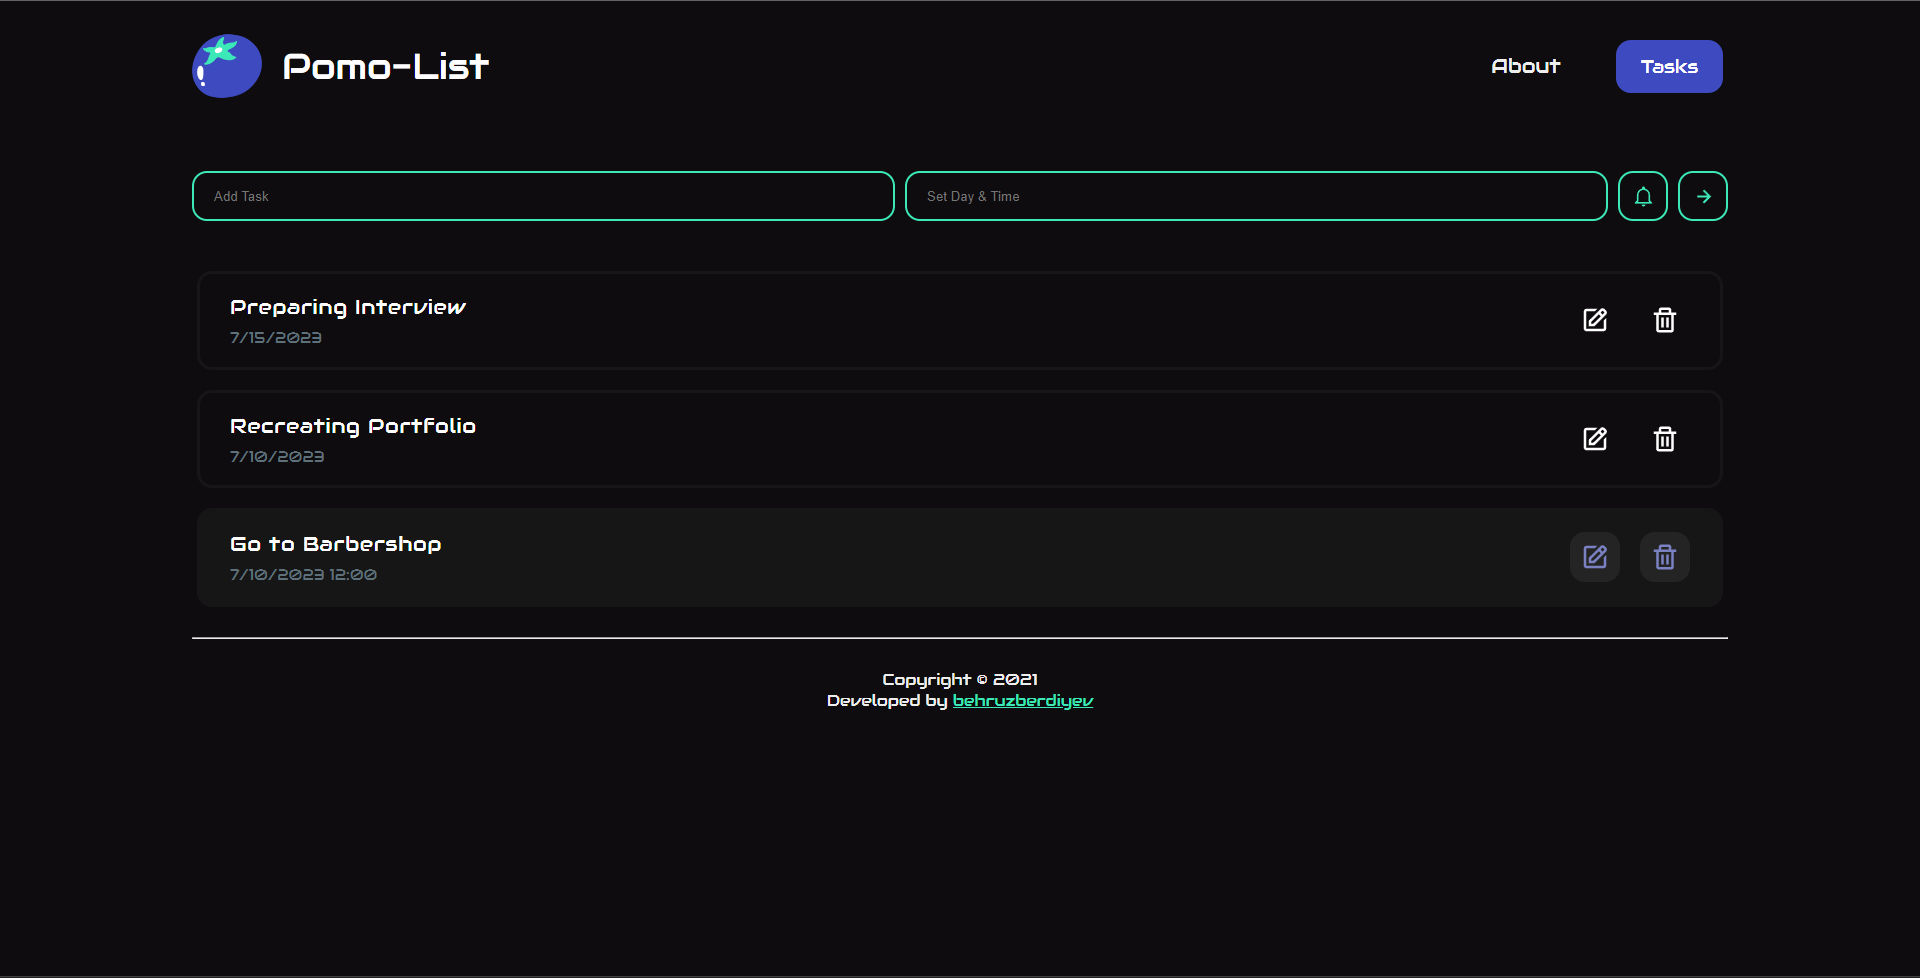 Pomo-List
About
Tasks
Add Task
Set Day & Time
Preparing Interview
7/15/2023
Recreating Portfolio
7/10/2023
Go to Barbershop
7/10/2023 12:00
Copyright © 2021
Developed by behruzberdiyev